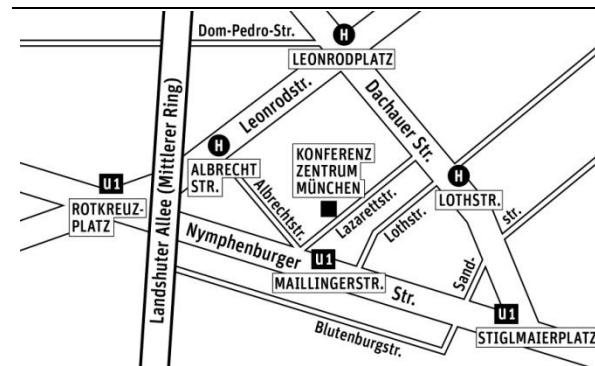 Dom-Pedro-Str.
H
LEONRODPLATZ
Landshuter Allee (Mittlerer Ring)
Leonrodstr.
Dachauer Str.
H
ALBRECHT
STR.
KONFERENZ
ZENTRUM
MÜNCHEN
H
LOTHSTR.
U1
ROTKREUZ-
PLATZ
Albrechtstr.
Lazarettstr.
Lothstr.
Sand-
str.
Nymphenburger
Str.
U1
MAILLINGERSTR.
Blutenburgstr.
U1
STIGLMAIERPLATZ